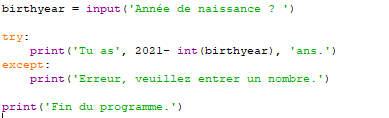 birthyear = input('Année de naissance ? ')
try:
    print('Tu as', 2021- int(birthyear), 'ans.')
except:
    print('Erreur, veuillez entrer un nombre.')
print('Fin du programme.')